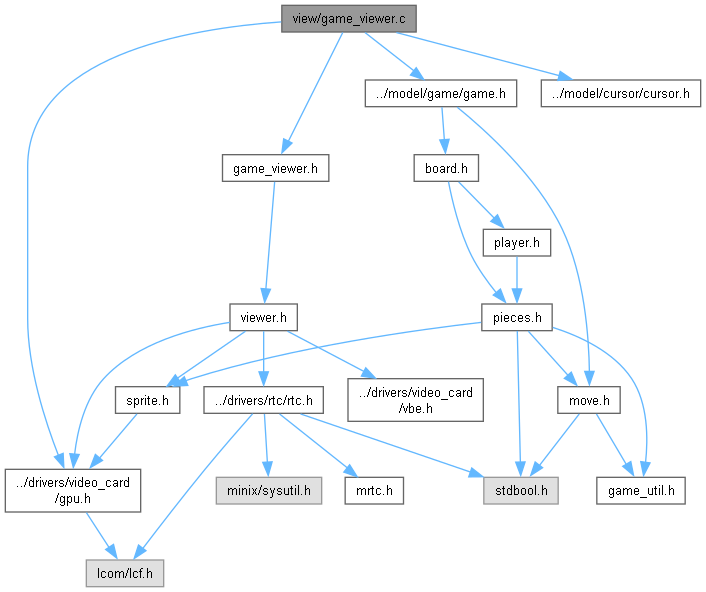 view/game_viewer.c
../model/game/game.h
../model/cursor/cursor.h
game_viewer.h
board.h
player.h
viewer.h
pieces.h
sprite.h
../drivers/rtc/rtc.h
../drivers/video_card
/vbe.h
move.h
../drivers/video_card
/gpu.h
minix/sysutil.h
mrtc.h
stdbool.h
game_util.h
lcom/lcf.h